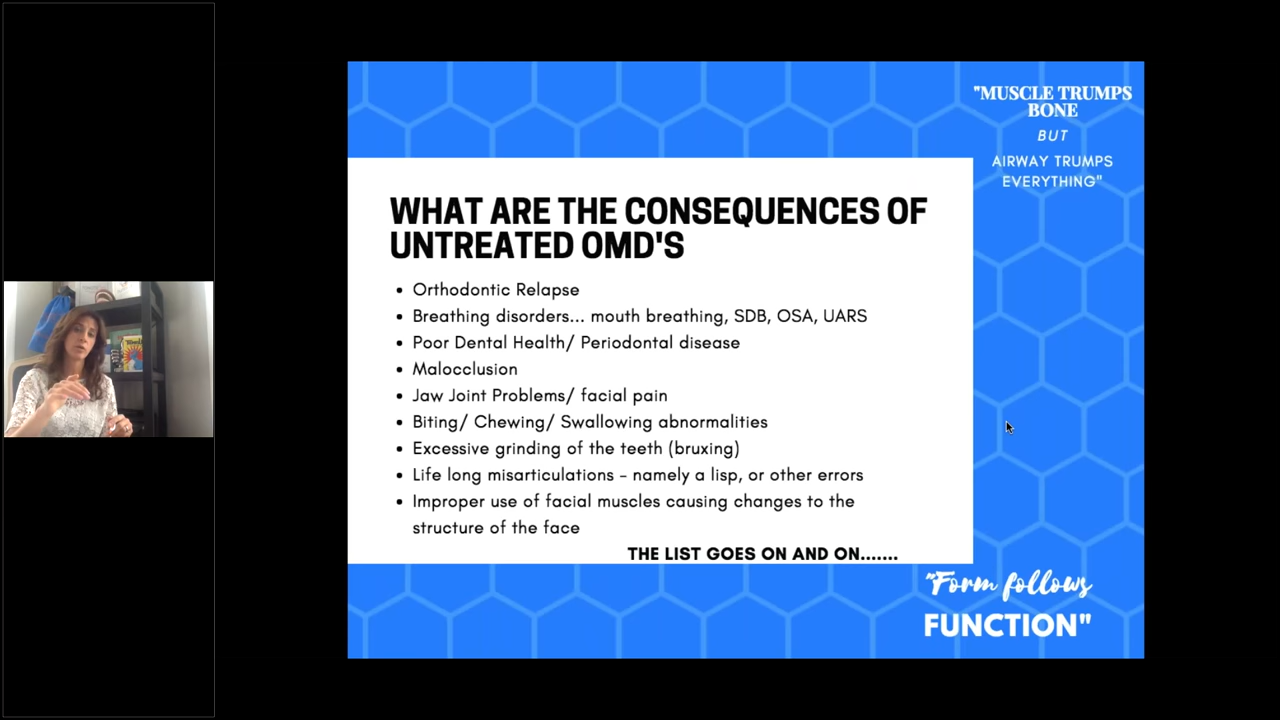 "MUSCLE TRUMPS
BONE
BUT
AIRWAY TRUMPS
EVERYTHING"
WHAT ARE THE CONSEQUENCES OF
UNTREATED OMD'S
• Orthodontic Relapse
• Breathing disorders... mouth breathing, SDB, OSA, UARS
• Poor Dental Health/ Periodontal disease
• Malocclusion
• Jaw Joint Problems/ facial pain
• Biting/ Chewing/ Swallowing abnormalities
• Excessive grinding of the teeth (bruxing)
• Life long misarticulations - namely a lisp, or other errors
• Improper use of facial muscles causing changes to the
structure of the face
THE LIST GOES ON AND ON.......
"Form follows
FUNCTION"